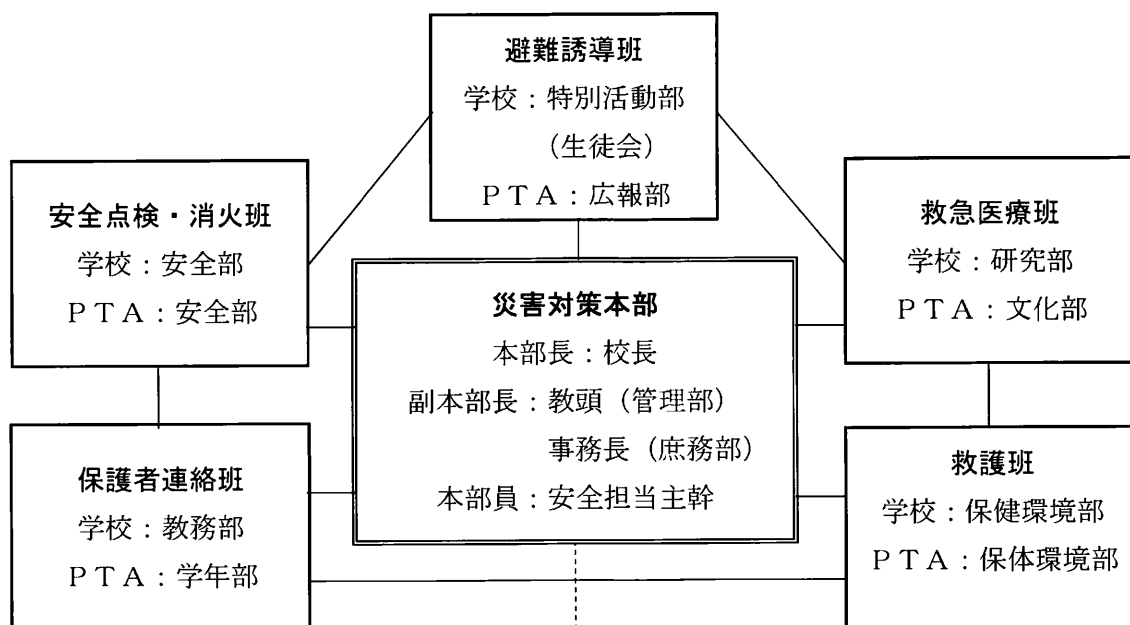 避難誘導班
学校：特別活動部
（生徒会）
ＰＴＡ：広報部
安全点検・消火班
学校：安全部
ＰＴＡ：安全部
救急医療班
学校：研究部
ＰＴＡ：文化部
災害対策本部
本部長：校長
副本部長：教頭（管理部）
事務長（庶務部）
本部員：安全担当主幹
保護者連絡班
学校：教務部
ＰＴＡ：学年部
救護班
学校：保健環境部
ＰＴＡ：保体環境部